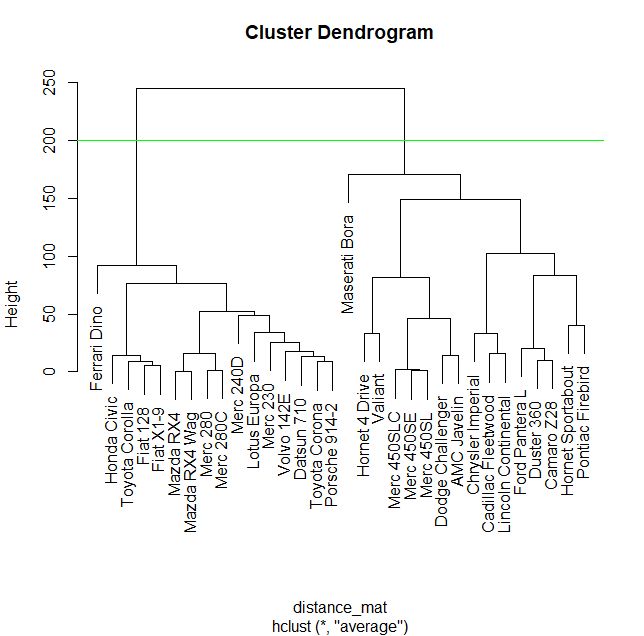 Cluster Dendrogram
Height
250
200
150
100
50
0
Ferrari Dino
Honda Civic
Toyota Corolla
Fiat 128
Fiat X1-9
Mazda RX4
Mazda RX4 Wag
Merc 280
Merc 280C
Merc 240D
Lotus Europa
Merc 230
Volvo 142E
Datsun 710
Toyota Corona
Porsche 914-2
Maserati Bora
Hornet 4 Drive
Valiant
Merc 450SLC
Merc 450SE
Merc 450SL
Dodge Challenger
AMC Javelin
Chrysler Imperial
Cadillac Fleetwood
Lincoln Continental
Ford Pantera L
Duster 360
Camaro Z28
Hornet Sportabout
Pontiac Firebird
distance_mat
hclust (*, "average")